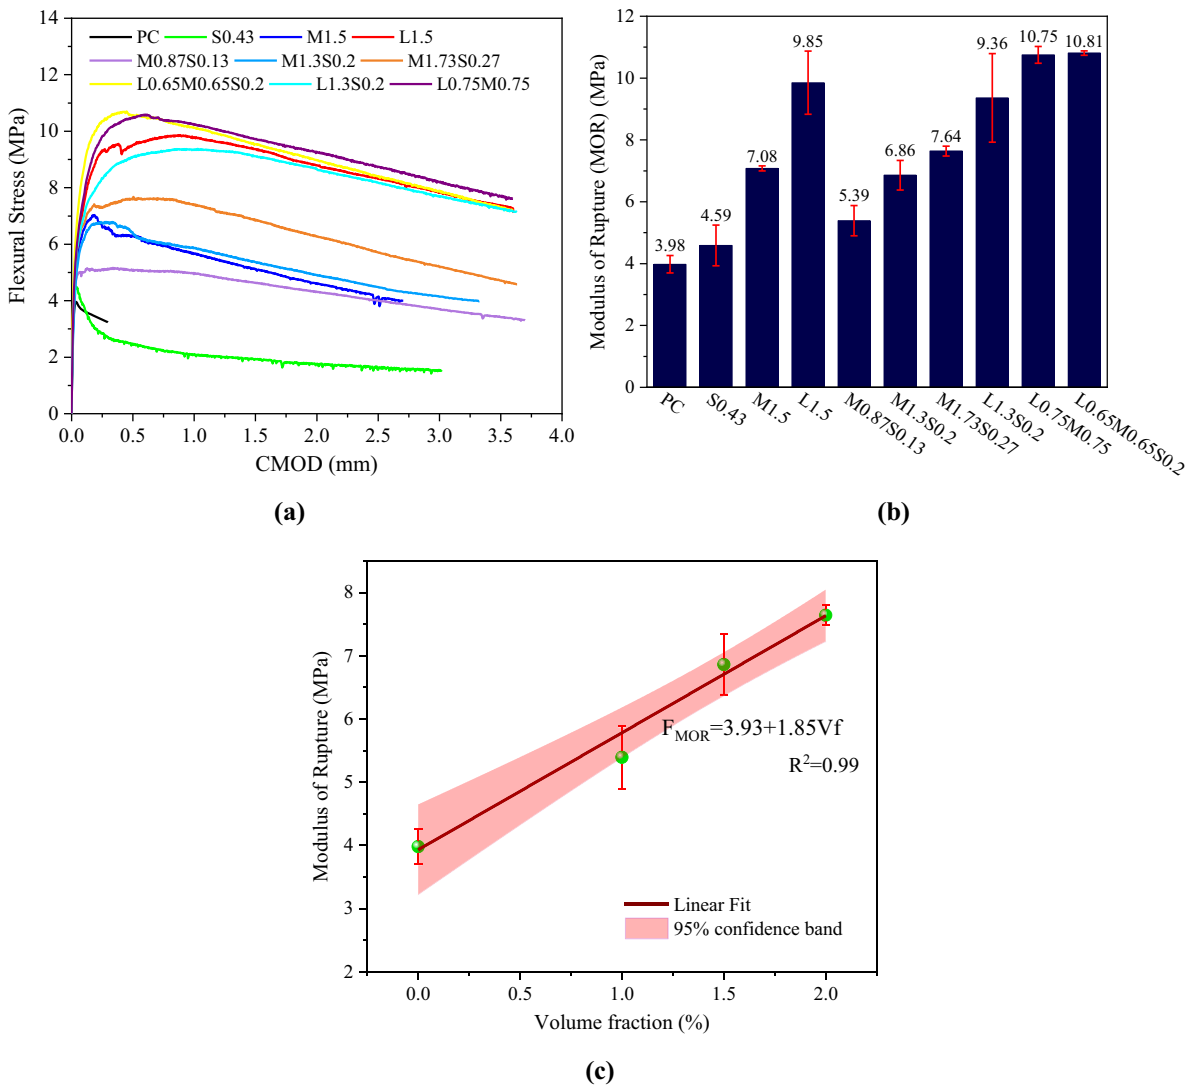 PC S0.43 M1.5 L1.5
M0.87S0.13 M1.3S0.2 M1.73S0.27
L0.65M0.65S0.2 L1.3S0.2 L0.75M0.75
14
12
10
8
6
4
2
0
Flexural Stress (MPa)
0.0 0.5 1.0 1.5 2.0 2.5 3.0 3.5 4.0
CMOD (mm)
(a)
12
10
8
6
4
2
0
Modulus of Rupture (MOR) (MPa)
3.98 4.59 7.08 9.85 5.39 6.86 7.64 9.36 10.75 10.81
PC S0.43 M1.5 L1.5 M0.87S0.13 M1.3S0.2 M1.73S0.27 L1.3S0.2 L0.75M0.75 L0.65M0.65S0.2
(b)
8
7
6
5
4
3
2
Modulus of Rupture (MPa)
F_MOR=3.93+1.85Vf
R²=0.99
Linear Fit
95% confidence band
0.0 0.5 1.0 1.5 2.0
Volume fraction (%)
(c)